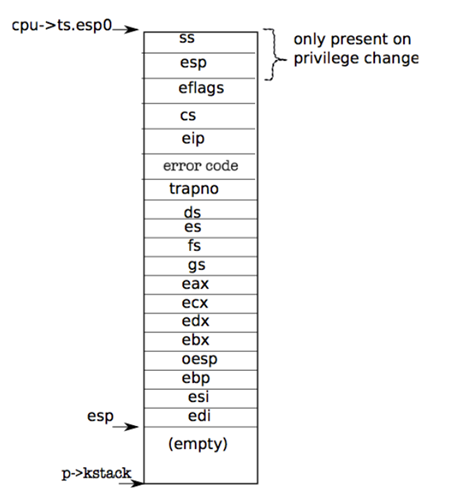 cpu->ts.esp0
ss
only present on
privilege change
esp
eflags
cs
eip
error code
trapno
ds
es
fs
gs
eax
ecx
edx
ebx
oesp
ebp
esi
esp
edi
(empty)
p->kstack